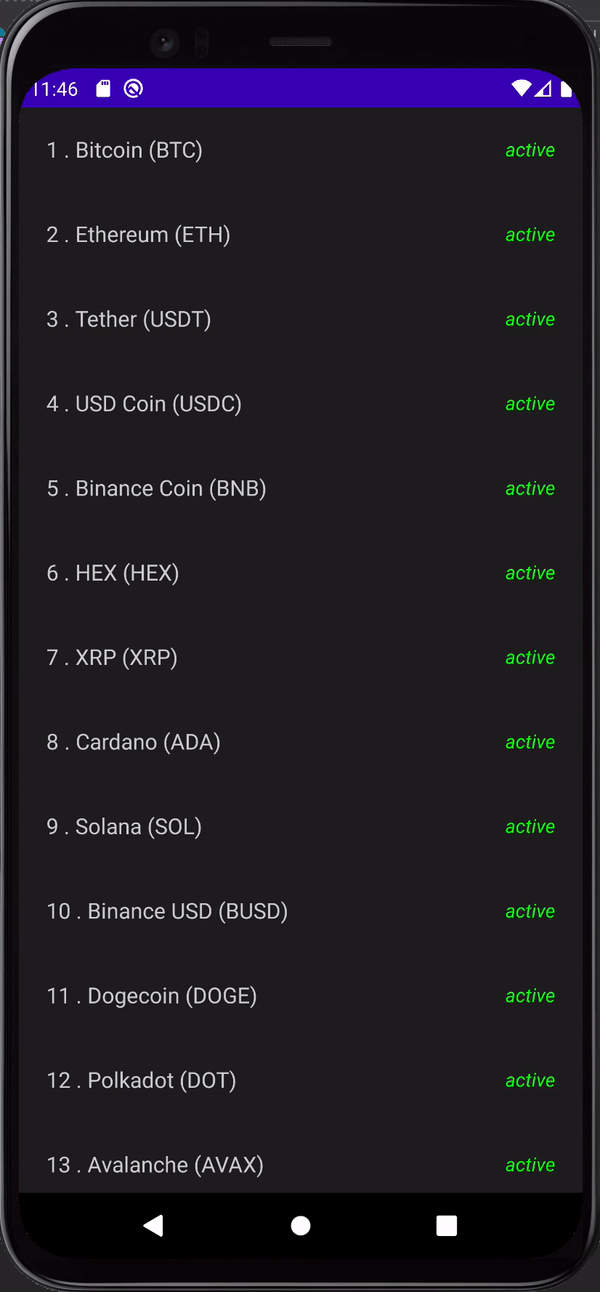 11:46
1 . Bitcoin (BTC) active
2 . Ethereum (ETH) active
3 . Tether (USDT) active
4 . USD Coin (USDC) active
5 . Binance Coin (BNB) active
6 . HEX (HEX) active
7 . XRP (XRP) active
8 . Cardano (ADA) active
9 . Solana (SOL) active
10 . Binance USD (BUSD) active
11 . Dogecoin (DOGE) active
12 . Polkadot (DOT) active
13 . Avalanche (AVAX) active